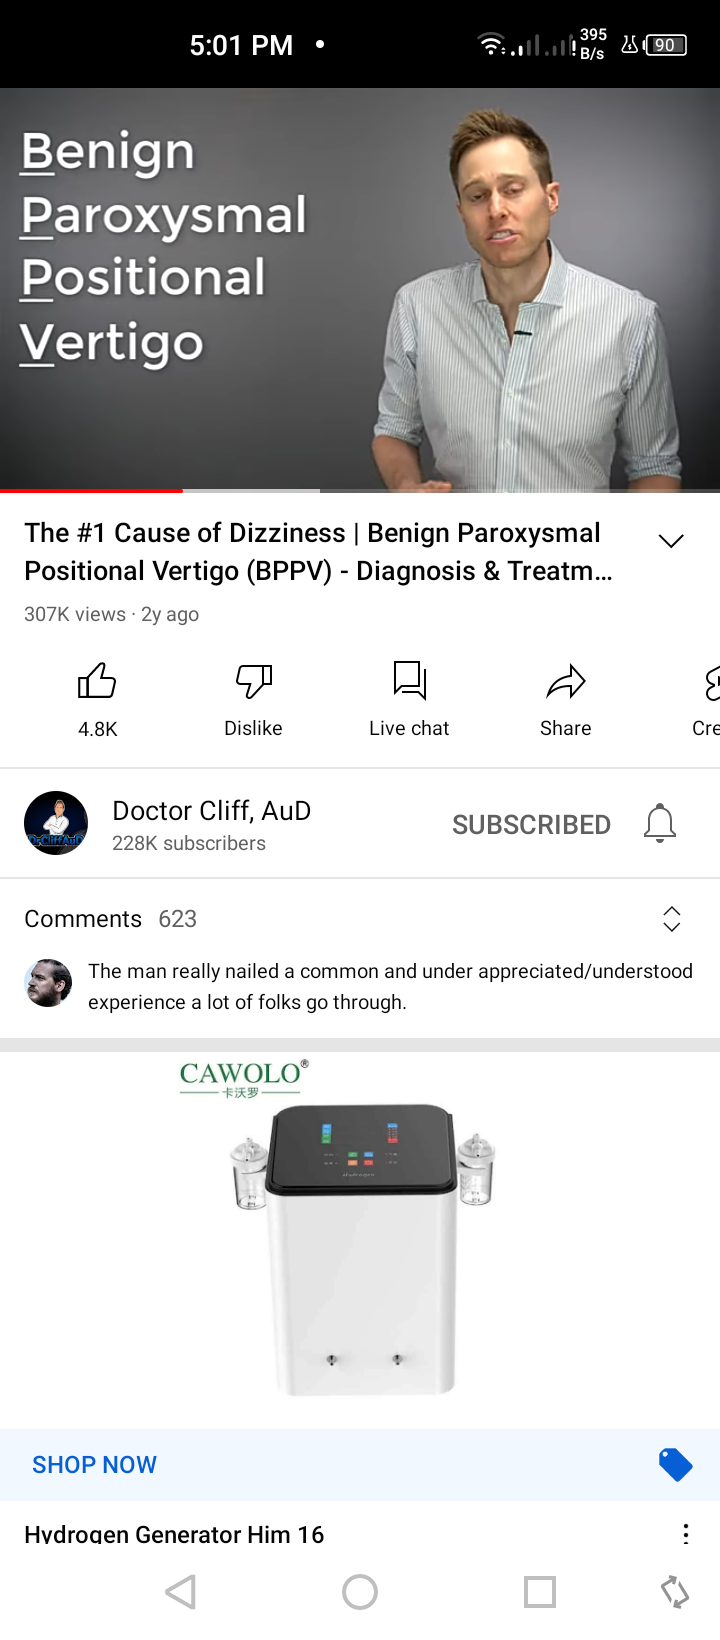 5:01 PM
395
B/s
90
Benign
Paroxysmal
Positional
Vertigo
The #1 Cause of Dizziness | Benign Paroxysmal
Positional Vertigo (BPPV) - Diagnosis & Treatm...
307K views · 2y ago
4.8K
Dislike
Live chat
Share
Cre
Doctor Cliff, AuD
228K subscribers
SUBSCRIBED
DrCliffAuD
Comments 623
The man really nailed a common and under appreciated/understood
experience a lot of folks go through.
CAWOLO®
卡沃罗
SHOP NOW
Hydrogen Generator Him 16